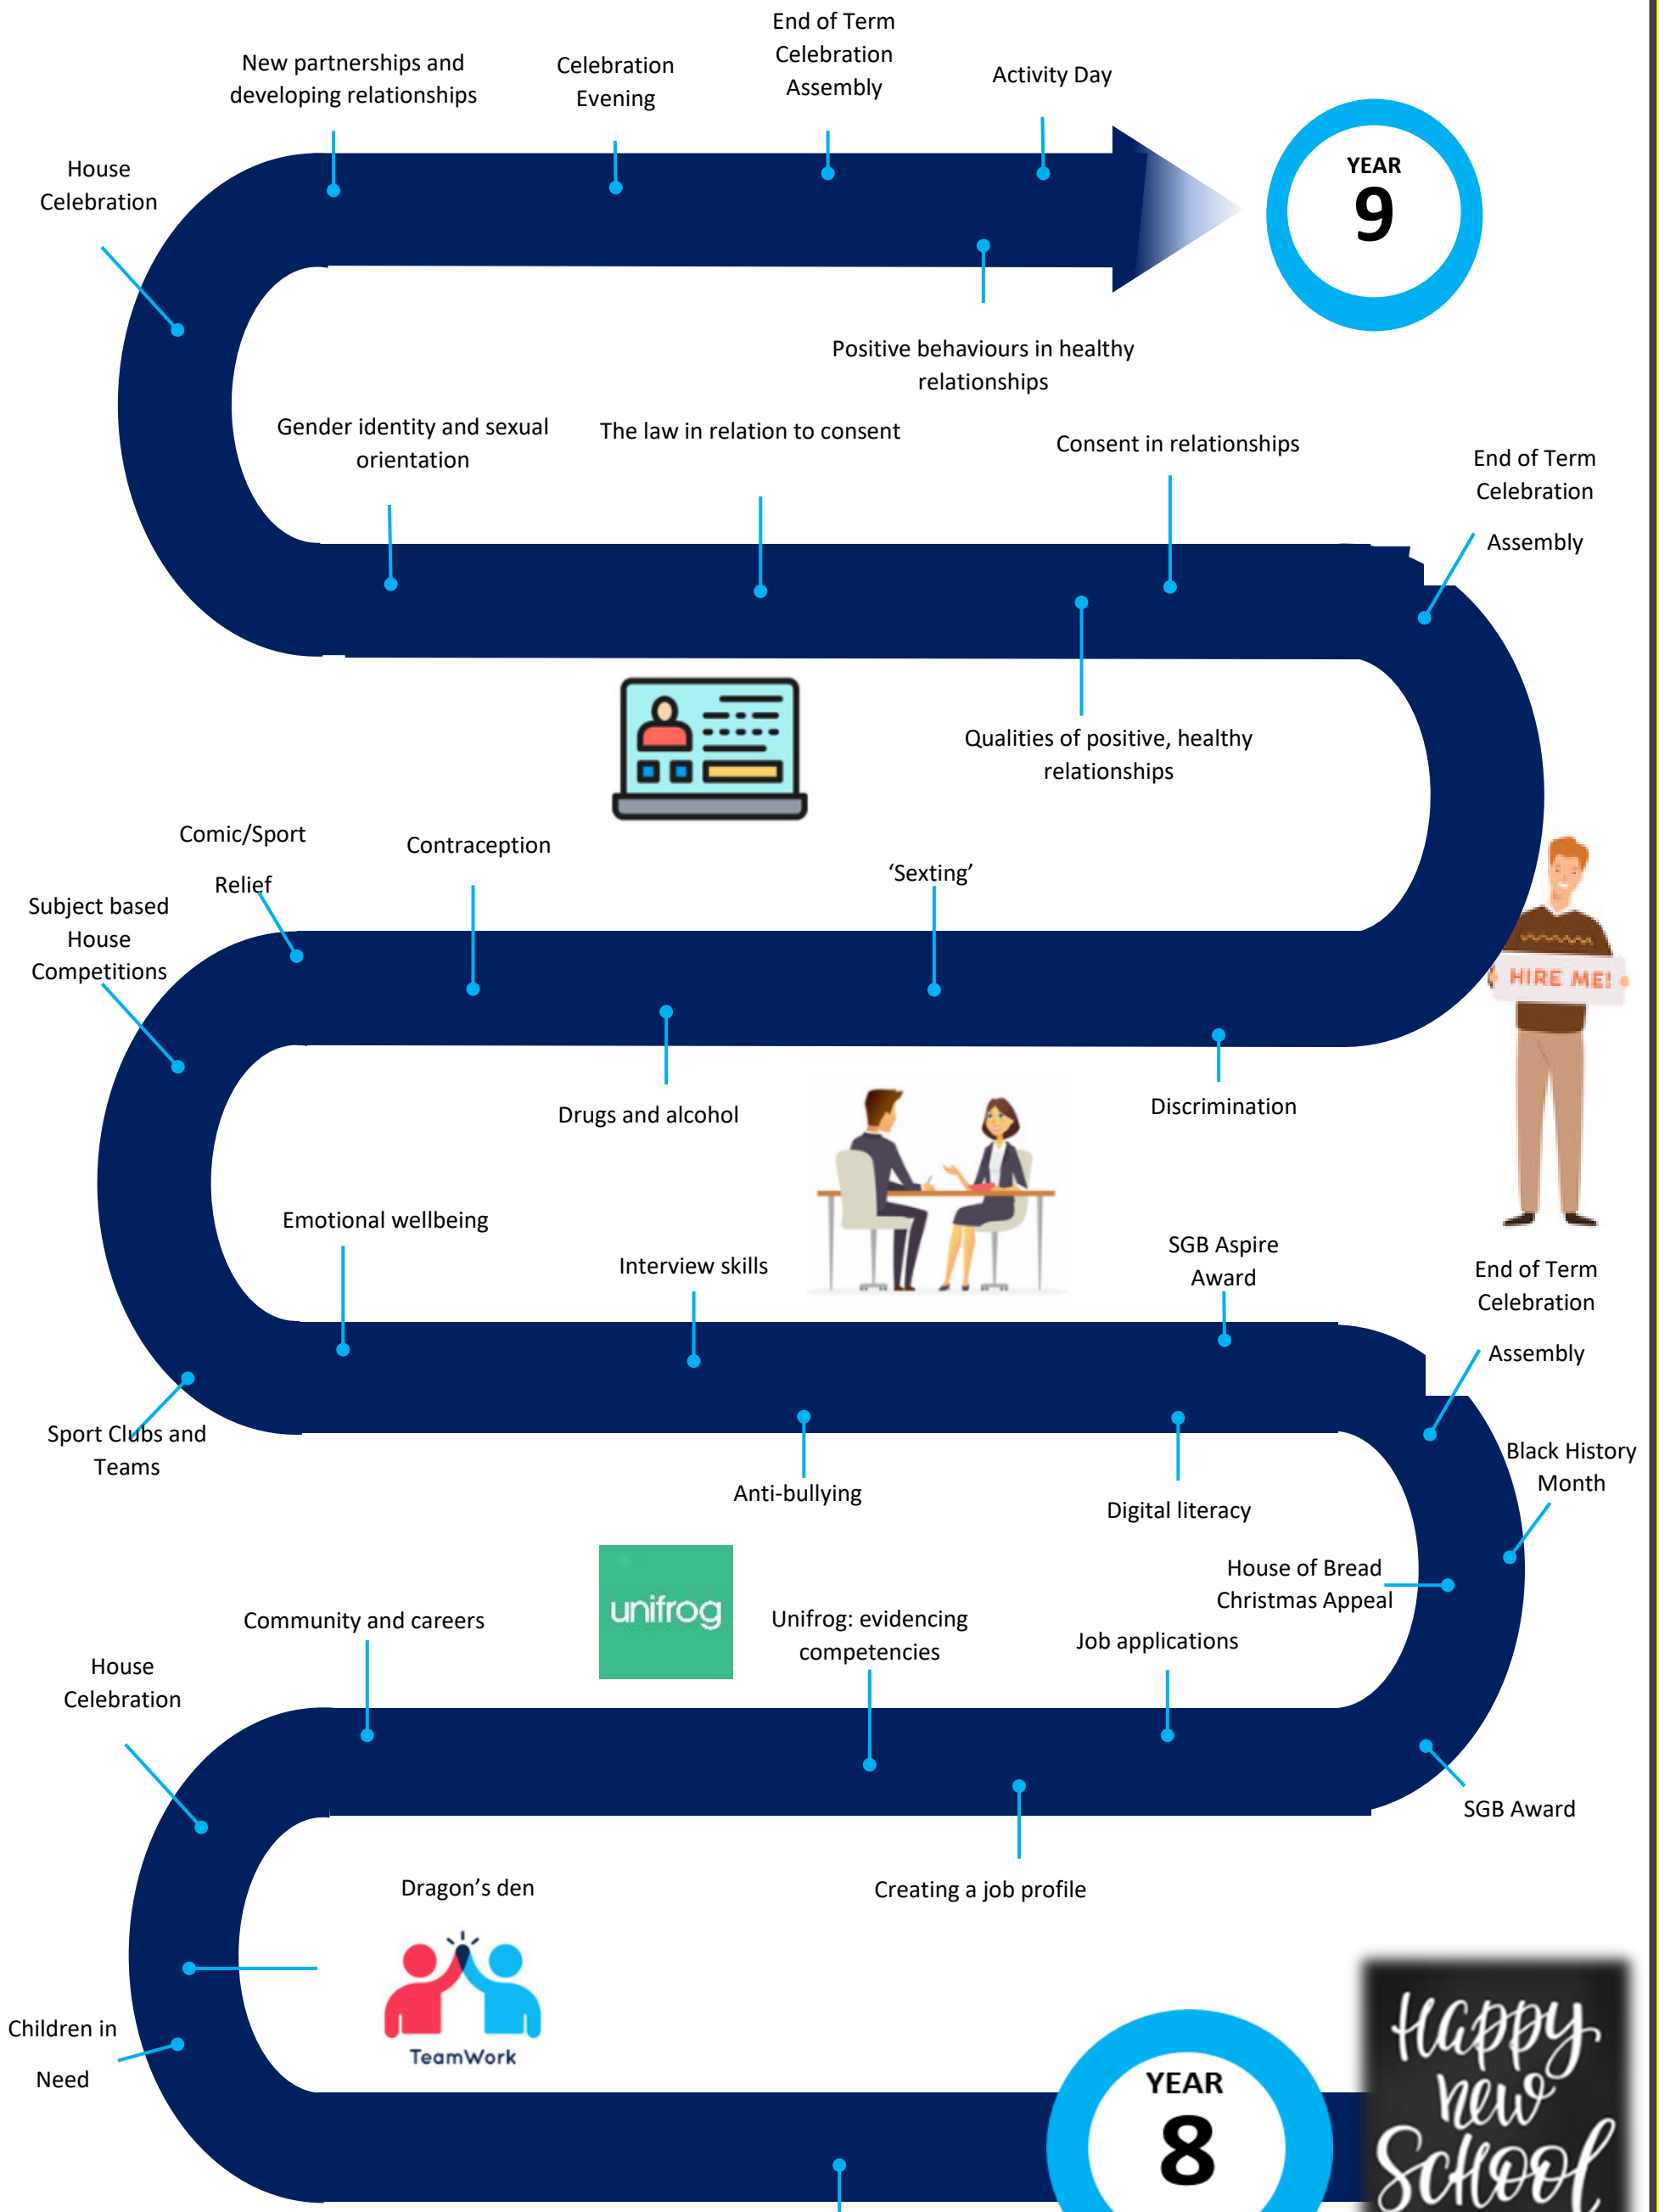 End of Term
Celebration
Assembly
New partnerships and
developing relationships
Celebration
Evening
Activity Day
House
Celebration
YEAR
9
Positive behaviours in healthy
relationships
Gender identity and sexual
orientation
The law in relation to consent
Consent in relationships
End of Term
Celebration
Assembly
Qualities of positive, healthy
relationships
Comic/Sport
Relief
Contraception
‘Sexting’
Subject based
House
Competitions
HIRE ME!
Drugs and alcohol
Discrimination
Emotional wellbeing
Interview skills
SGB Aspire
Award
End of Term
Celebration
Assembly
Sport Clubs and
Teams
Anti-bullying
Digital literacy
Black History
Month
House of Bread
Christmas Appeal
Community and careers
unifrog
Unifrog: evidencing
competencies
Job applications
House
Celebration
SGB Award
Creating a job profile
Dragon’s den
TeamWork
Children in
Need
YEAR
8
Happy
new
School